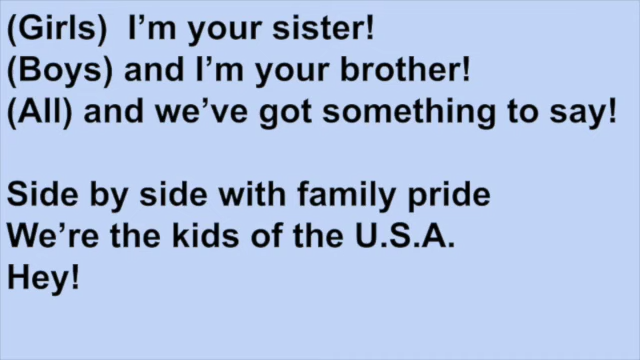 (Girls)  I’m your sister!
(Boys) and I’m your brother!
(All) and we’ve got something to say!
Side by side with family pride
We’re the kids of the U.S.A.
Hey!